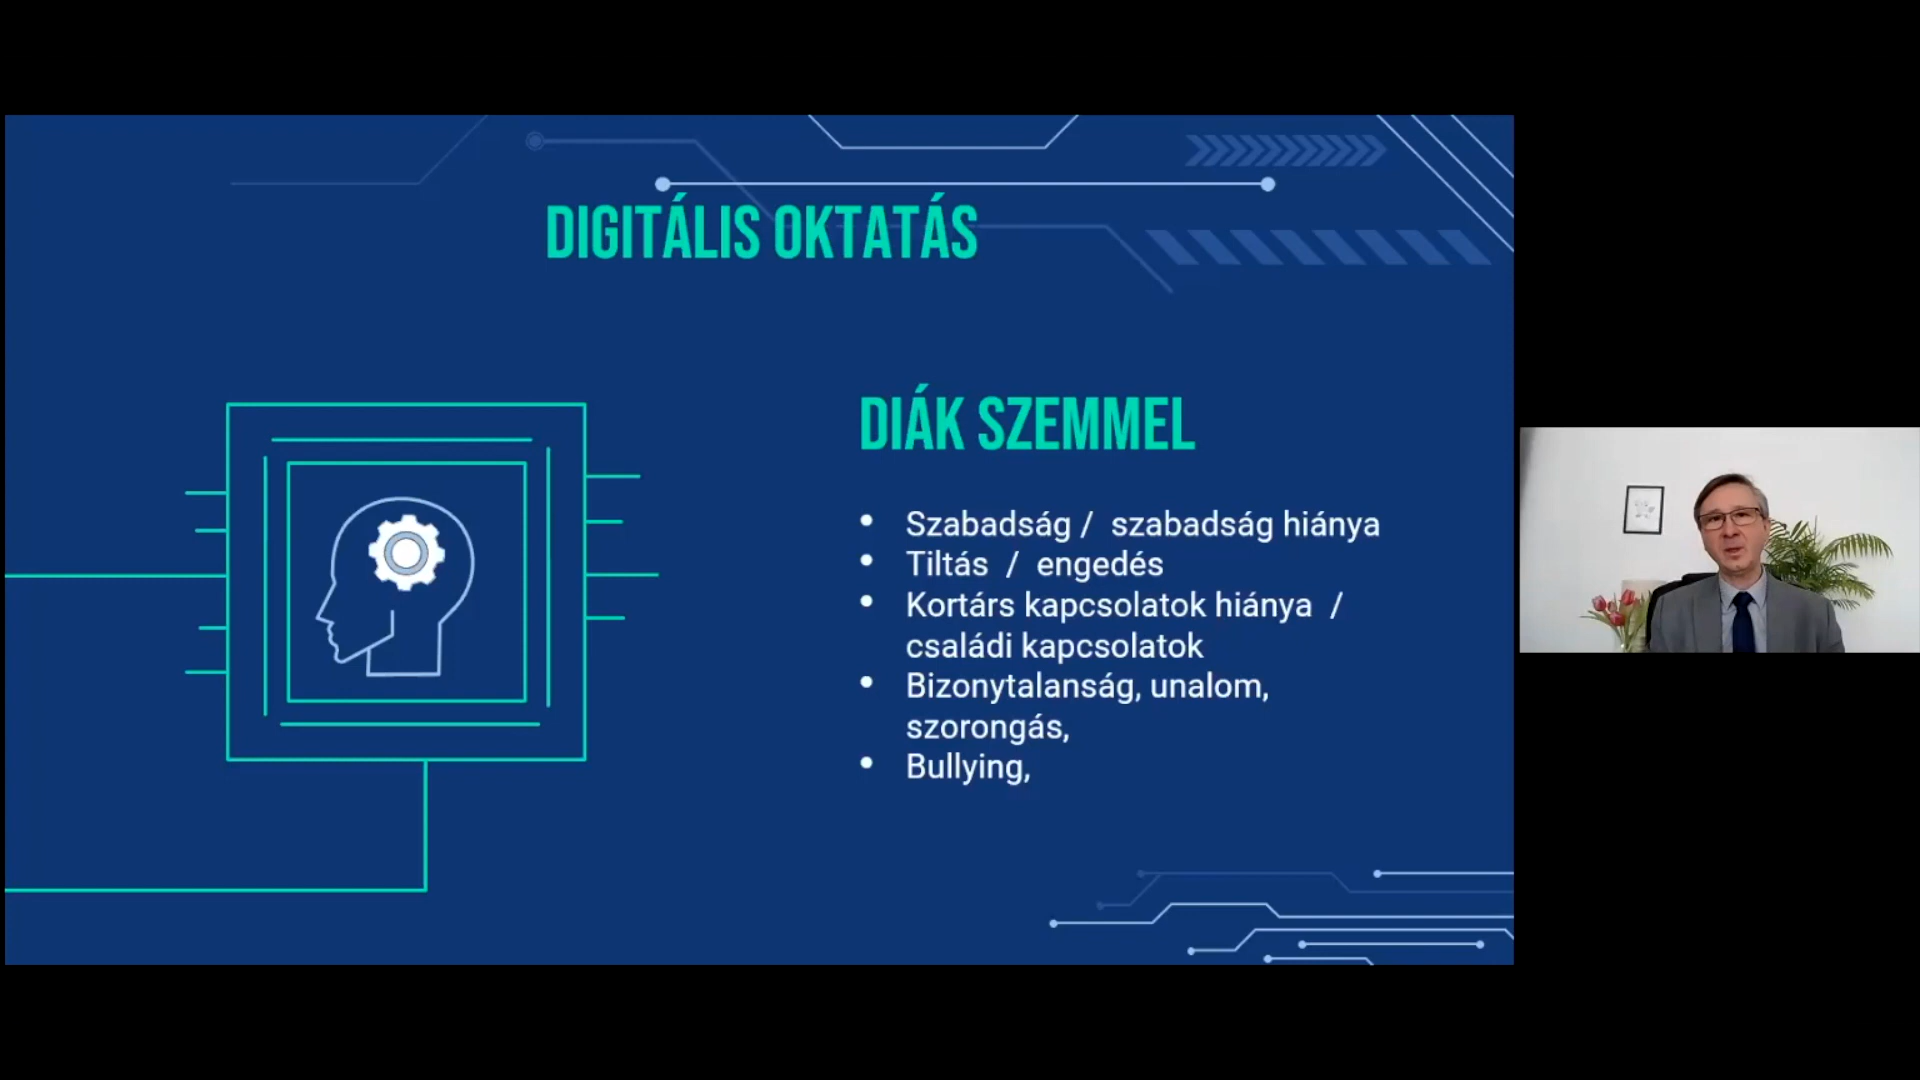 DIGITÁLIS OKTATÁS
DIÁK SZEMMEL
• Szabadság / szabadság hiánya
• Tiltás / engedés
• Kortárs kapcsolatok hiánya /
családi kapcsolatok
• Bizonytalanság, unalom,
szorongás,
• Bullying,